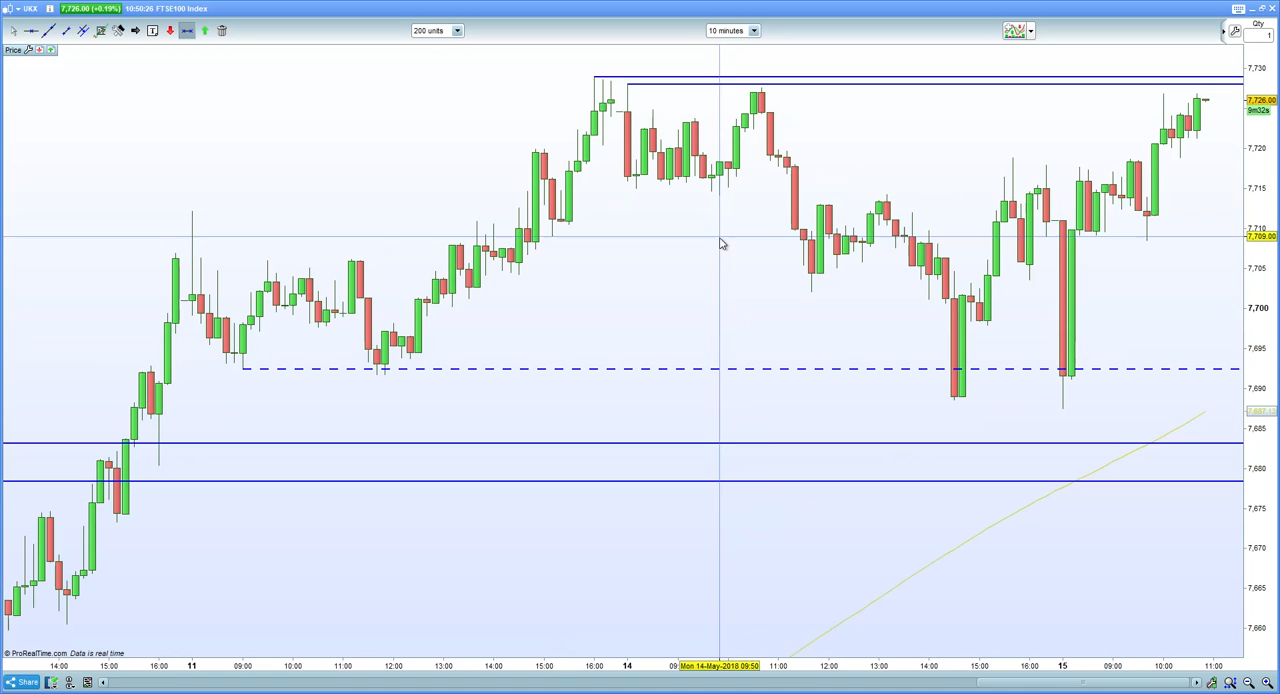 UKX 7,726.00 (+0.19%) 10:50:26 FTSE100 Index
200 units 10 minutes Qty
1
Price
7,730
7,726.00
9m32s
7,720
7,715
7,710
7,709.00
7,705
7,700
7,695
7,690
7,685
7,680
7,675
7,670
7,665
7,660
© ProRealTime.com Data is real time
14:00 15:00 16:00 11 09:00 10:00 11:00 12:00 13:00 14:00 15:00 16:00 14 Mon 14-May-2018 09:50 11:00 12:00 13:00 14:00 15:00 16:00 15 09:00 10:00 11:00
Share